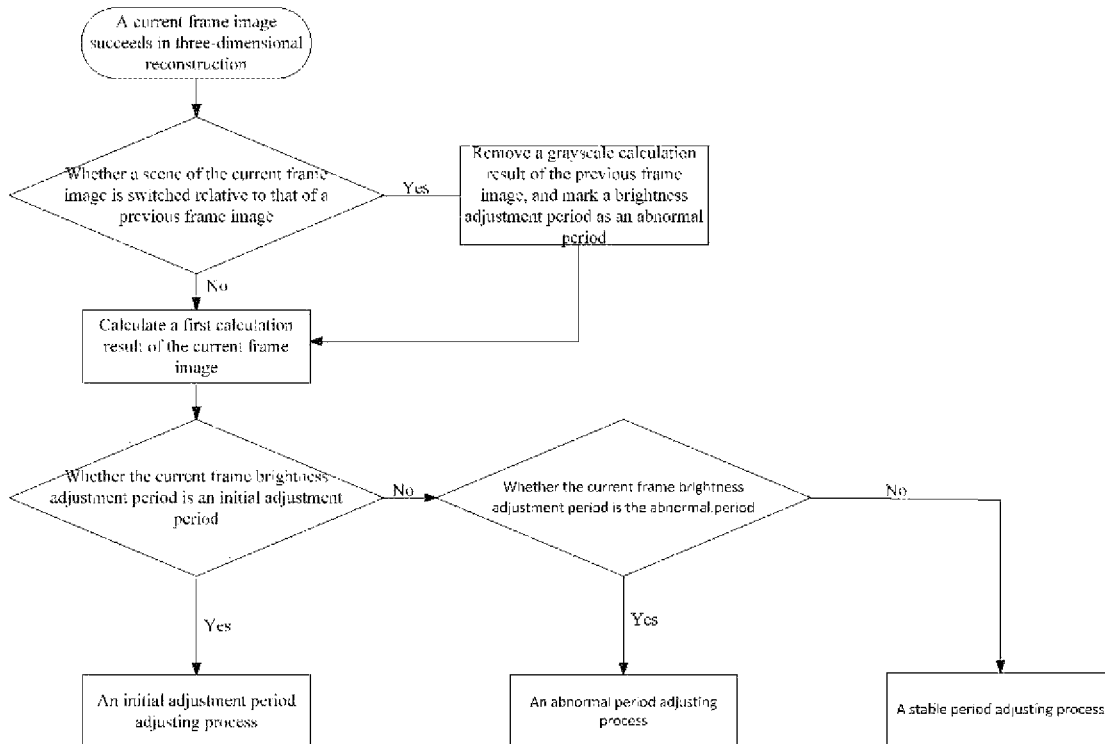 A current frame image
succeeds in three-dimensional
reconstruction
Whether a scene of the current frame
image is switched relative to that of a
previous frame image
Yes
Remove a grayscale calculation
result of the previous frame
image, and mark a brightness
adjustment period as an abnormal
period
No
Calculate a first calculation
result of the current frame
image
Whether the current frame brightness
adjustment period is an initial adjustment
period
No
Whether the current frame brightness
adjustment period is the abnormal period
No
Yes
Yes
An initial adjustment period
adjusting process
An abnormal period adjusting
process
A stable period adjusting process